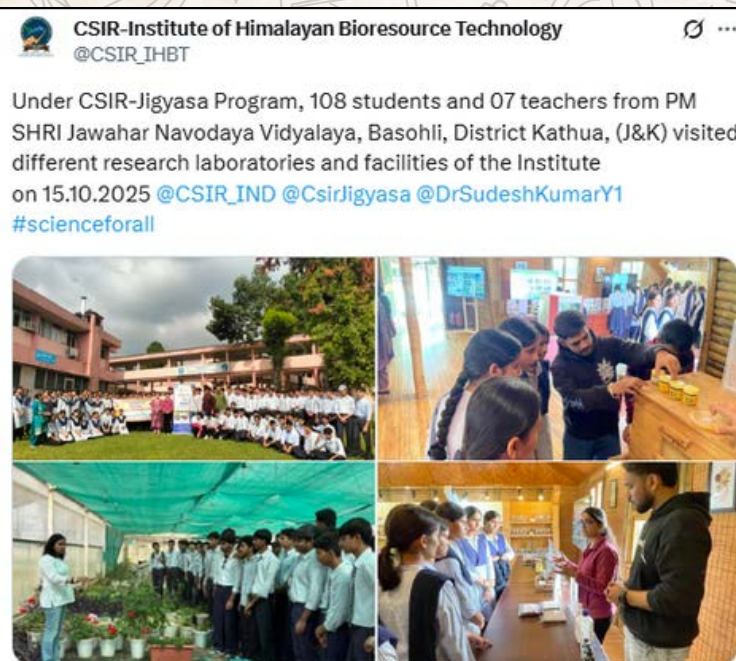 CSIR-Institute of Himalayan Bioresource Technology
@CSIR_IHBT
Under CSIR-Jigyasa Program, 108 students and 07 teachers from PM
SHRI Jawahar Navodaya Vidyalaya, Basohli, District Kathua, (J&K) visited
different research laboratories and facilities of the Institute
on 15.10.2025 @CSIR_IND @CsirJigyasa @DrSudeshKumarY1
#scienceforall